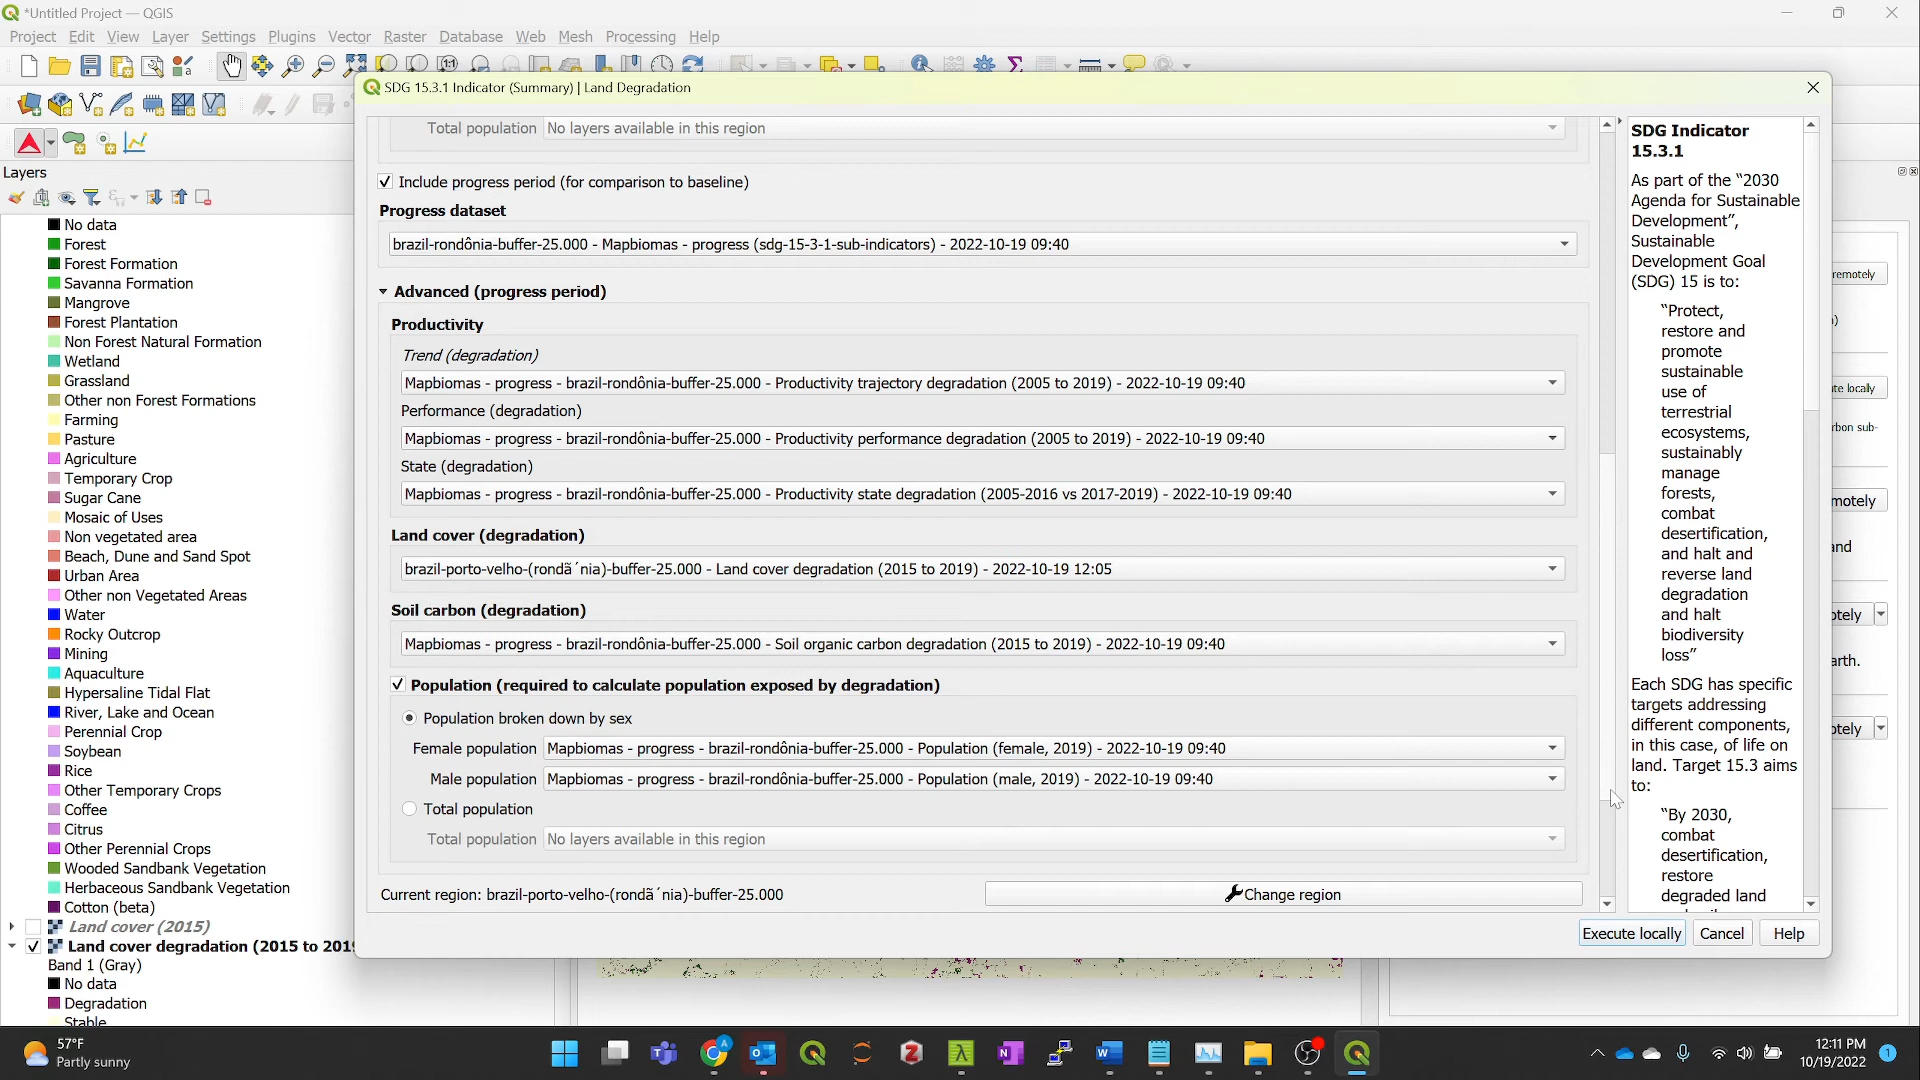 *Untitled Project — QGIS
Project Edit View Layer Settings Plugins Vector Raster Database Web Mesh Processing Help
SDG 15.3.1 Indicator (Summary) | Land Degradation
Layers
No data
Forest
Forest Formation
Savanna Formation
Mangrove
Forest Plantation
Non Forest Natural Formation
Wetland
Grassland
Other non Forest Formations
Farming
Pasture
Agriculture
Temporary Crop
Sugar Cane
Mosaic of Uses
Non vegetated area
Beach, Dune and Sand Spot
Urban Area
Other non Vegetated Areas
Water
Rocky Outcrop
Mining
Aquaculture
Hypersaline Tidal Flat
River, Lake and Ocean
Perennial Crop
Soybean
Rice
Other Temporary Crops
Coffee
Citrus
Other Perennial Crops
Wooded Sandbank Vegetation
Herbaceous Sandbank Vegetation
Cotton (beta)
Land cover (2015)
Land cover degradation (2015 to 2019
Band 1 (Gray)
No data
Degradation
Stable
Total population No layers available in this region
Include progress period (for comparison to baseline)
Progress dataset
brazil-rondônia-buffer-25.000 - Mapbiomas - progress (sdg-15-3-1-sub-indicators) - 2022-10-19 09:40
Advanced (progress period)
Productivity
Trend (degradation)
Mapbiomas - progress - brazil-rondônia-buffer-25.000 - Productivity trajectory degradation (2005 to 2019) - 2022-10-19 09:40
Performance (degradation)
Mapbiomas - progress - brazil-rondônia-buffer-25.000 - Productivity performance degradation (2005 to 2019) - 2022-10-19 09:40
State (degradation)
Mapbiomas - progress - brazil-rondônia-buffer-25.000 - Productivity state degradation (2005-2016 vs 2017-2019) - 2022-10-19 09:40
Land cover (degradation)
brazil-porto-velho-(rondã´nia)-buffer-25.000 - Land cover degradation (2015 to 2019) - 2022-10-19 12:05
Soil carbon (degradation)
Mapbiomas - progress - brazil-rondônia-buffer-25.000 - Soil organic carbon degradation (2015 to 2019) - 2022-10-19 09:40
Population (required to calculate population exposed by degradation)
Population broken down by sex
Female population Mapbiomas - progress - brazil-rondônia-buffer-25.000 - Population (female, 2019) - 2022-10-19 09:40
Male population Mapbiomas - progress - brazil-rondônia-buffer-25.000 - Population (male, 2019) - 2022-10-19 09:40
Total population
Total population No layers available in this region
Current region: brazil-porto-velho-(rondã´nia)-buffer-25.000
Change region
Execute locally Cancel Help
SDG Indicator
15.3.1
As part of the "2030
Agenda for Sustainable
Development",
Sustainable
Development Goal
(SDG) 15 is to:
"Protect,
restore and
promote
sustainable
use of
terrestrial
ecosystems,
sustainably
manage
forests,
combat
desertification,
and halt and
reverse land
degradation
and halt
biodiversity
loss"
Each SDG has specific
targets addressing
different components,
in this case, of life on
land. Target 15.3 aims
to:
"By 2030,
combat
desertification,
restore
degraded land
remotely
te locally
rbon sub-
motely
nd
otely
arth.
otely
57°F
Partly sunny
12:11 PM
10/19/2022
1